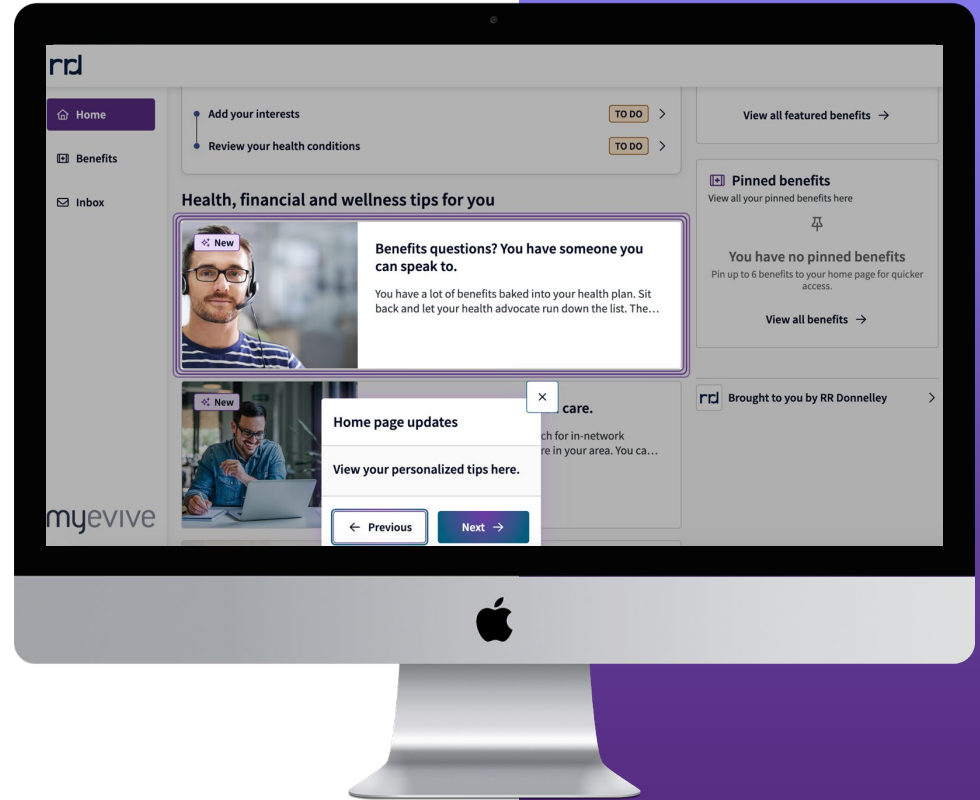 rrd
Home
Benefits
Inbox
myevive
Add your interests
TO DO
Review your health conditions
TO DO
Health, financial and wellness tips for you
New
Benefits questions? You have someone you
can speak to.
You have a lot of benefits baked into your health plan. Sit
back and let your health advocate run down the list. The…
New
care.
ch for in-network
re in your area. You ca…
Home page updates
View your personalized tips here.
← Previous
Next →
View all featured benefits →
Pinned benefits
View all your pinned benefits here
You have no pinned benefits
Pin up to 6 benefits to your home page for quicker
access.
View all benefits →
rrd Brought to you by RR Donnelley